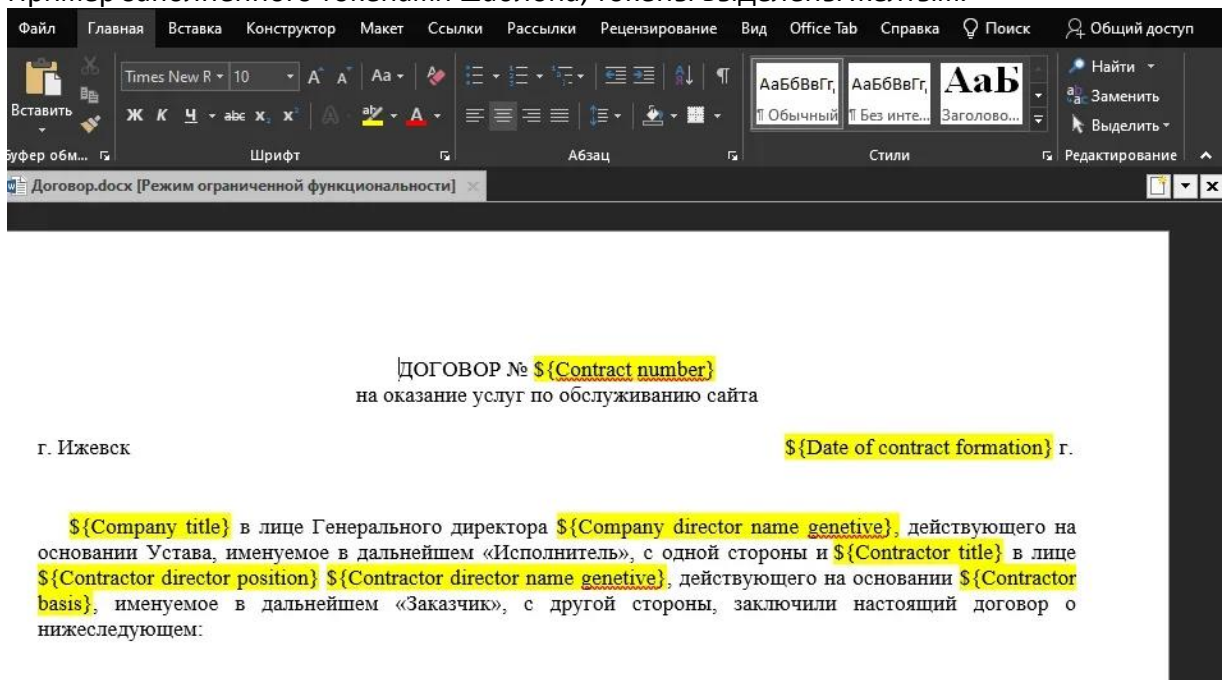 Пример заполненного токенами шаблона, токены выделены желтым:
Файл Главная Вставка Конструктор Макет Ссылки Рассылки Рецензирование Вид Office Tab Справка Поиск Общий доступ
Times New R 10 А А Аа АаБбВвГг, АаБбВвГг, АаБ Найти
Вставить Ж К Ч abc x, x² ¶ Обычный ¶ Без инте... Заголово... Заменить
Выделить
Буфер обм... Шрифт Абзац Стили Редактирование
Договор.docx [Режим ограниченной функциональности]
ДОГОВОР № ${Contract number}
на оказание услуг по обслуживанию сайта
г. Ижевск ${Date of contract formation} г.
${Company title} в лице Генерального директора ${Company director name genetive}, действующего на
основании Устава, именуемое в дальнейшем «Исполнитель», с одной стороны и ${Contractor title} в лице
${Contractor director position} ${Contractor director name genetive}, действующего на основании ${Contractor
basis}, именуемое в дальнейшем «Заказчик», с другой стороны, заключили настоящий договор о
нижеследующем: